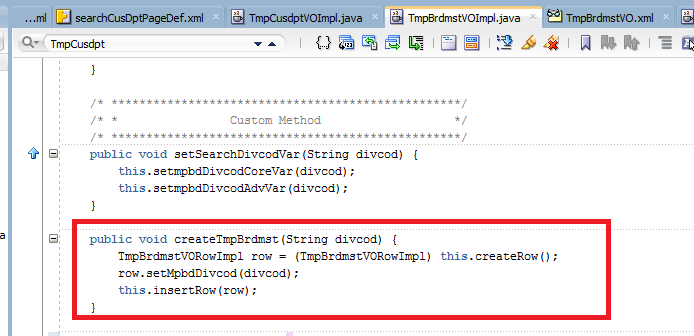 ...ml searchCusDptPageDef.xml TmpCusdptVOImpl.java TmpBrdmstVOImpl.java TmpBrdmstVO.xml
TmpCusdpt
}
/* **************************************************/
/* * Custom Method */
/* **************************************************/
public void setSearchDivcodVar(String divcod) {
this.setmpbdDivcodCoreVar(divcod);
this.setmpbdDivcodAdvVar(divcod);
}
a
public void createTmpBrdmst(String divcod) {
TmpBrdmstVORowImpl row = (TmpBrdmstVORowImpl) this.createRow();
row.setMpbdDivcod(divcod);
this.insertRow(row);
}